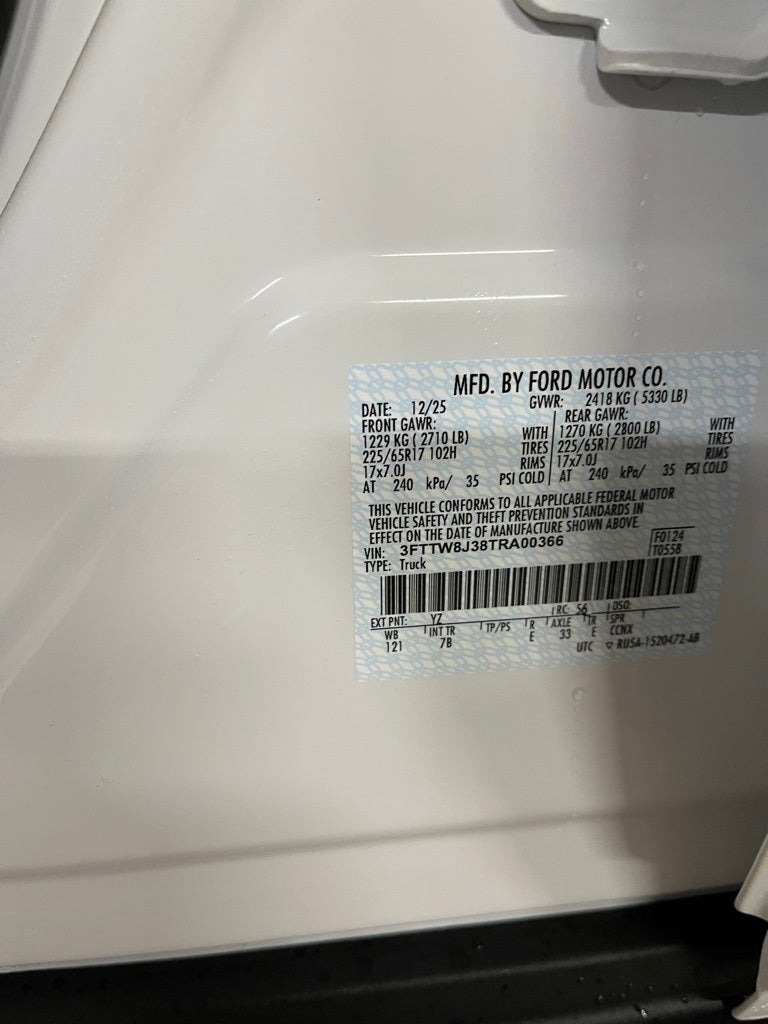 MFD. BY FORD MOTOR CO.
DATE: 12/25 GVWR: 2418 KG ( 5330 LB)
FRONT GAWR: REAR GAWR:
1229 KG ( 2710 LB) WITH 1270 KG ( 2800 LB) WITH
225/65R17 102H TIRES 225/65R17 102H TIRES
17x7.0J RIMS 17x7.0J RIMS
AT 240 kPa/ 35 PSI COLD AT 240 kPa/ 35 PSI COLD
THIS VEHICLE CONFORMS TO ALL APPLICABLE FEDERAL MOTOR
VEHICLE SAFETY AND THEFT PREVENTION STANDARDS IN
EFFECT ON THE DATE OF MANUFACTURE SHOWN ABOVE.
VIN: 3FTTW8J38TRA00366 F0124
TYPE: Truck T0558
EXT PNT: YZ RC: 56 DSO:
WB INT TR TP/PS R AXLE TR SPR
121 7B E 33 E CCNX
UTC ▽ RU5A-1520472-AB